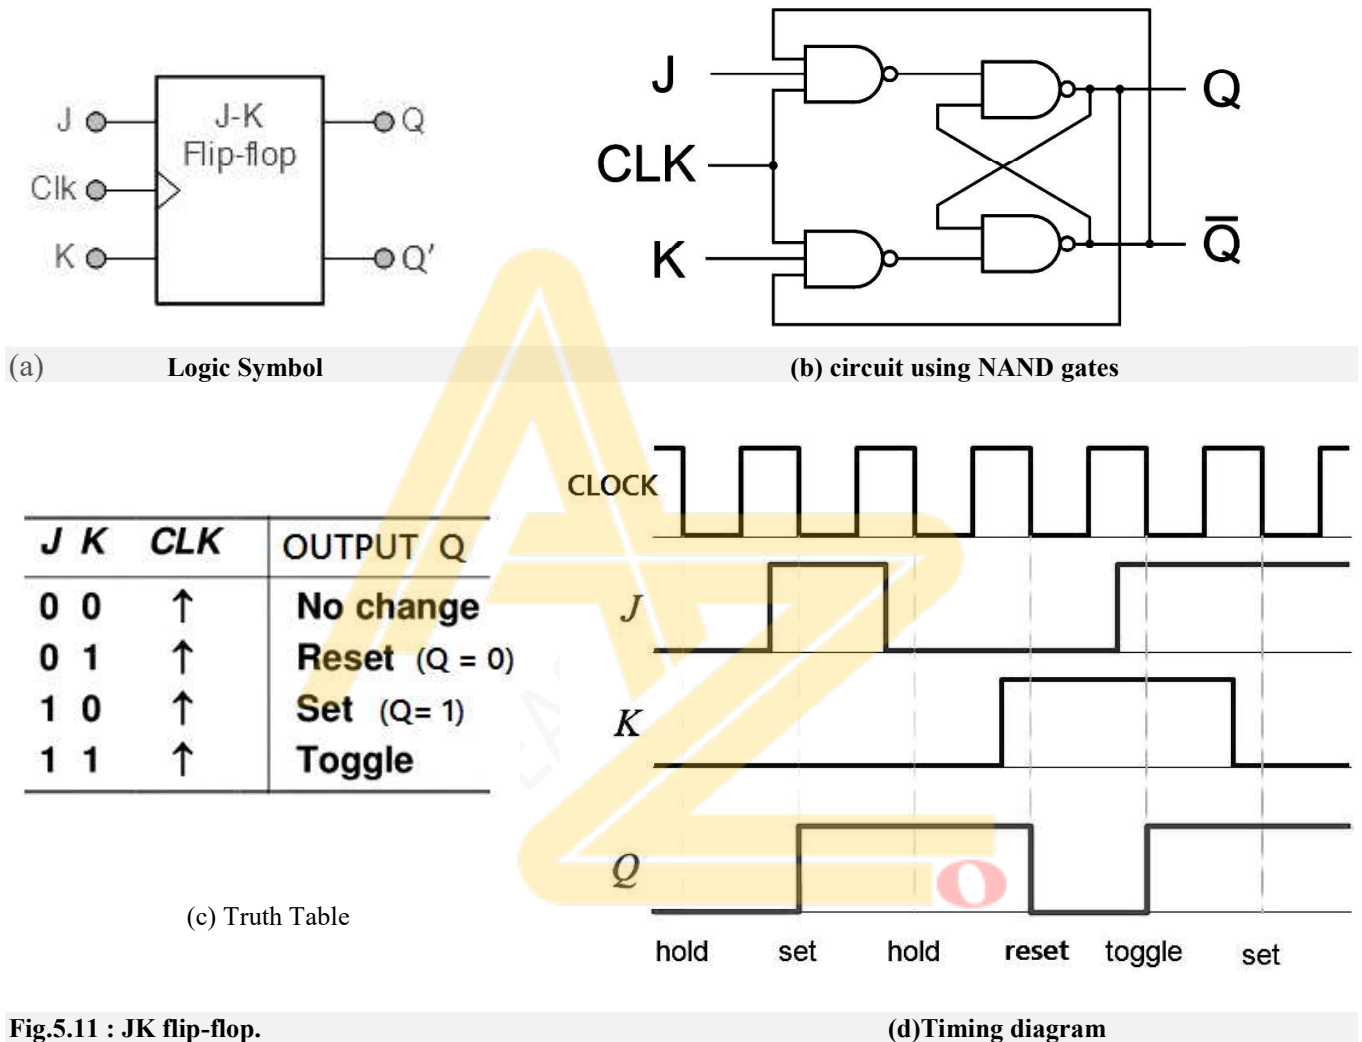 J
J-K
Flip-flop
Q
Clk
K
Q'
J
CLK
K
Q
Q̅
(a) Logic Symbol
(b) circuit using NAND gates
J K CLK OUTPUT Q
0 0 ↑ No change
0 1 ↑ Reset (Q = 0)
1 0 ↑ Set (Q= 1)
1 1 ↑ Toggle
(c) Truth Table
CLOCK
J
K
Q
hold set hold reset toggle set
Fig.5.11 : JK flip-flop.
(d)Timing diagram